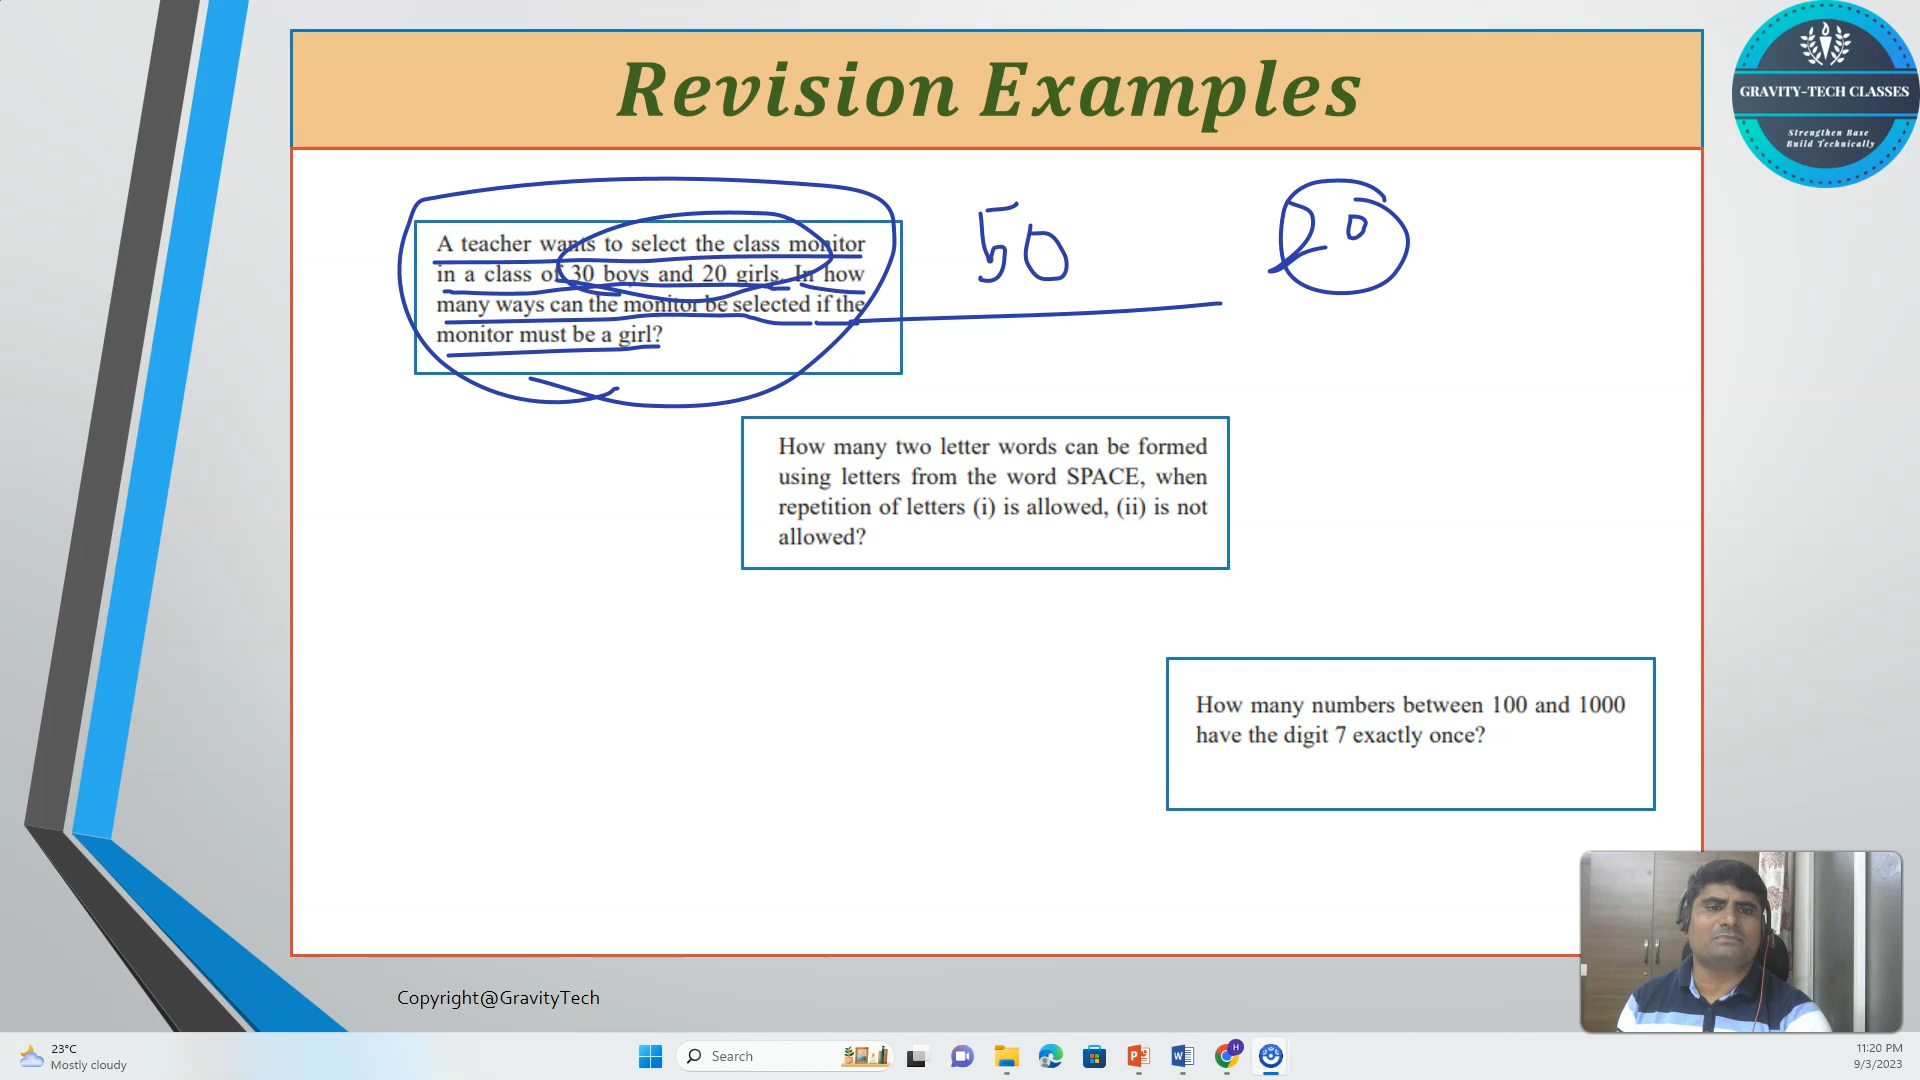 Revision Examples
GRAVITY-TECH CLASSES
Strengthen Base
Build Technically
A teacher wants to select the class monitor
in a class of 30 boys and 20 girls. In how
many ways can the monitor be selected if the
monitor must be a girl?
50
20
How many two letter words can be formed
using letters from the word SPACE, when
repetition of letters (i) is allowed, (ii) is not
allowed?
How many numbers between 100 and 1000
have the digit 7 exactly once?
Copyright@GravityTech
23°C
Mostly cloudy
Search
H
11:20 PM
9/3/2023